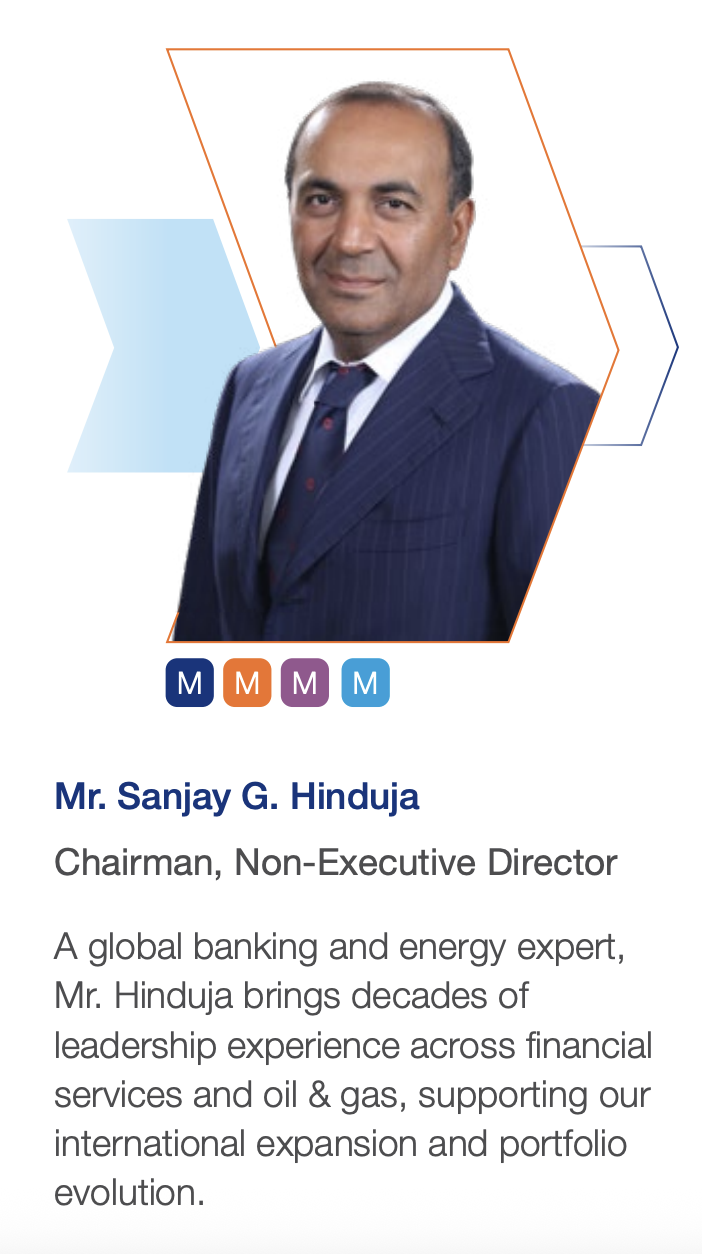 M M M M
Mr. Sanjay G. Hinduja
Chairman, Non-Executive Director
A global banking and energy expert,
Mr. Hinduja brings decades of
leadership experience across financial
services and oil & gas, supporting our
international expansion and portfolio
evolution.